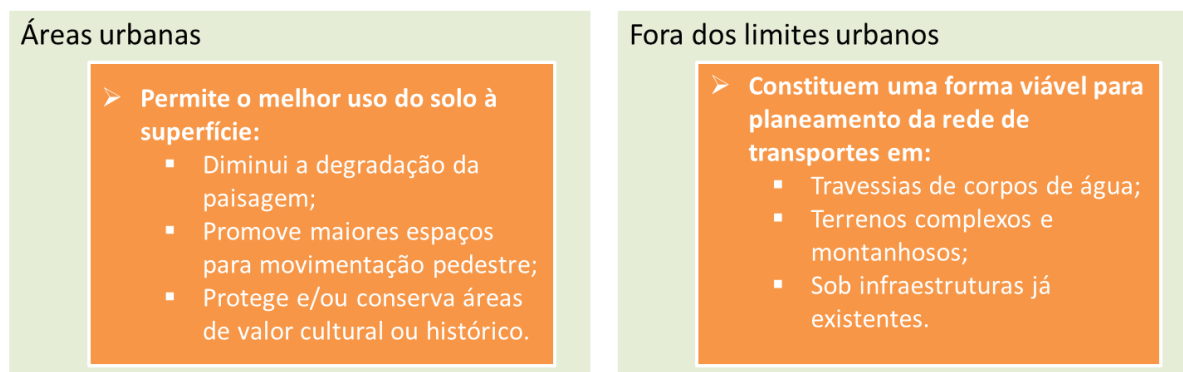 Áreas urbanas
➢ Permite o melhor uso do solo à
superfície:
▪ Diminui a degradação da
paisagem;
▪ Promove maiores espaços
para movimentação pedestre;
▪ Protege e/ou conserva áreas
de valor cultural ou histórico.
Fora dos limites urbanos
➢ Constituem uma forma viável para
planeamento da rede de
transportes em:
▪ Travessias de corpos de água;
▪ Terrenos complexos e
montanhosos;
▪ Sob infraestruturas já
existentes.